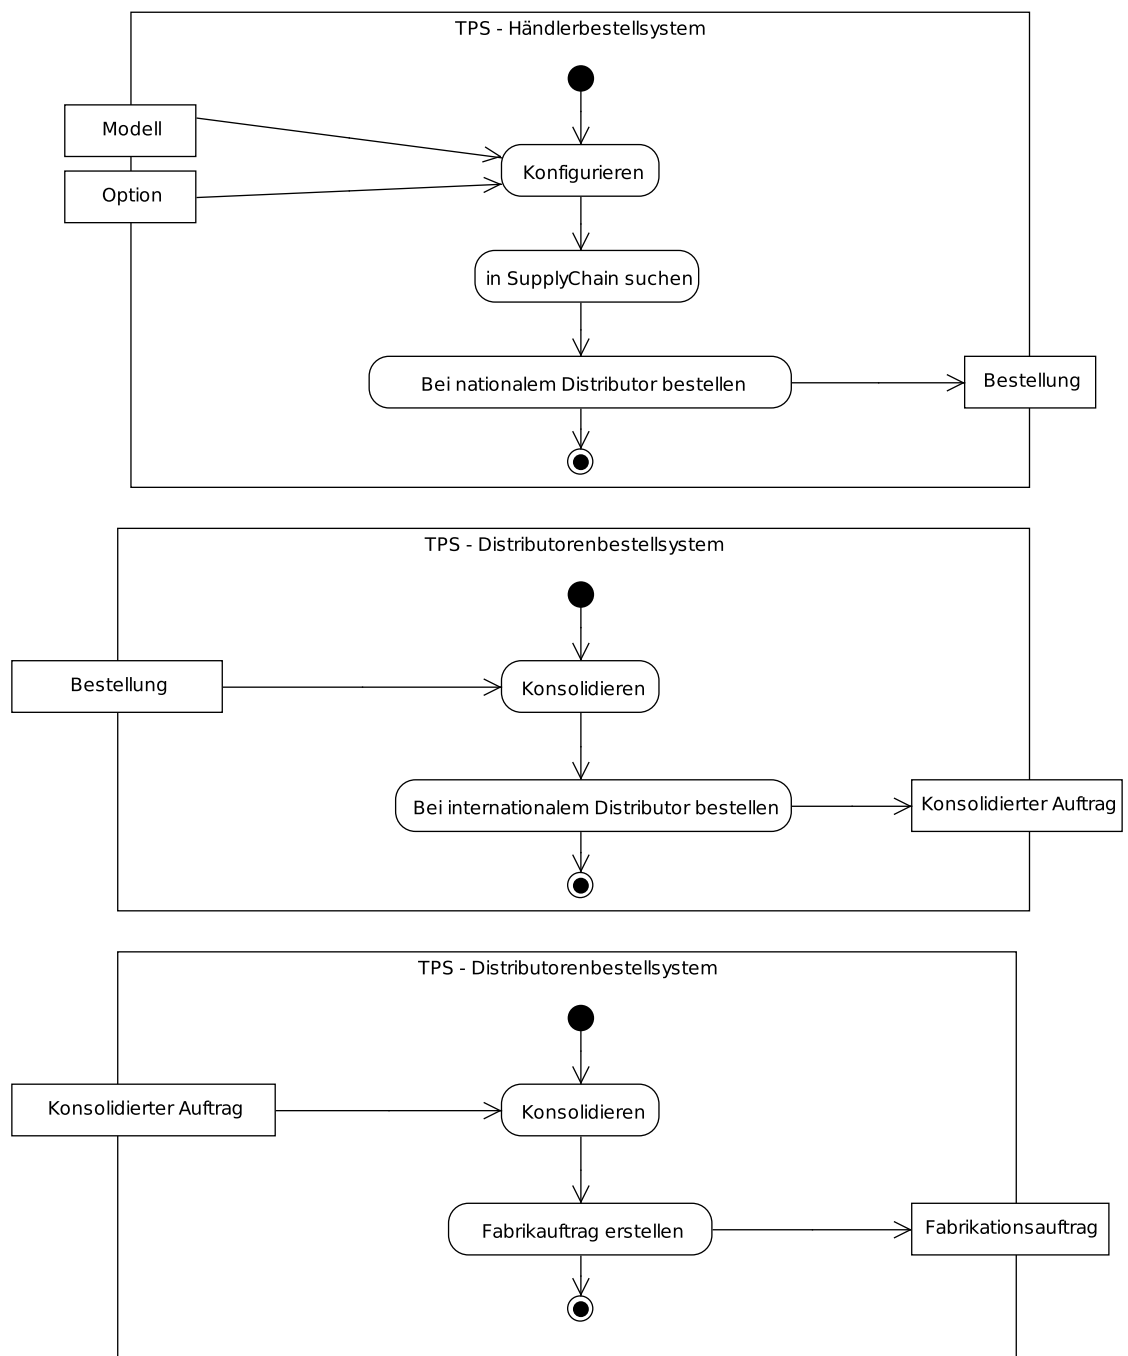 TPS - Händlerbestellsystem
Modell
Konfigurieren
Option
in SupplyChain suchen
Bei nationalem Distributor bestellen
Bestellung
TPS - Distributorenbestellsystem
Bestellung
Konsolidieren
Bei internationalem Distributor bestellen
Konsolidierter Auftrag
TPS - Distributorenbestellsystem
Konsolidierter Auftrag
Konsolidieren
Fabrikauftrag erstellen
Fabrikationsauftrag